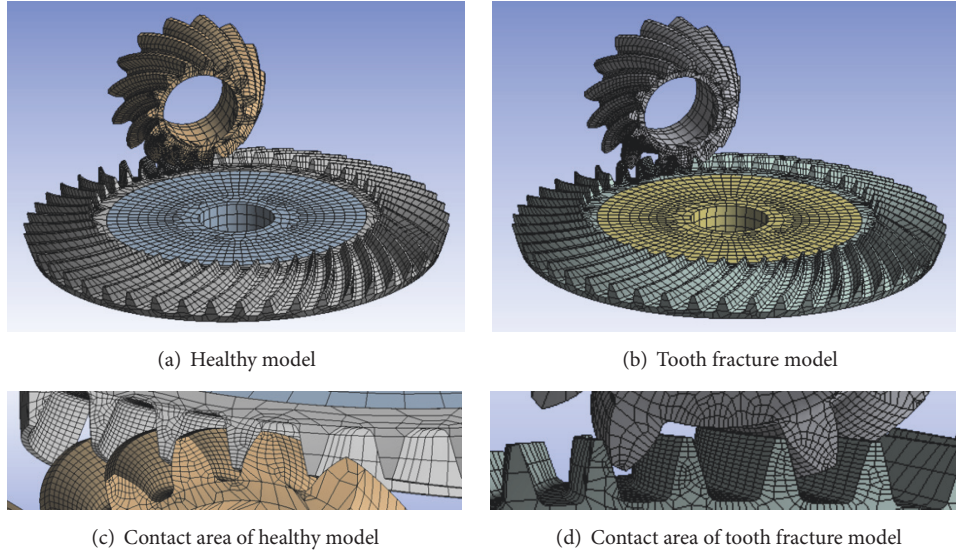 (a) Healthy model
(b) Tooth fracture model
(c) Contact area of healthy model
(d) Contact area of tooth fracture model